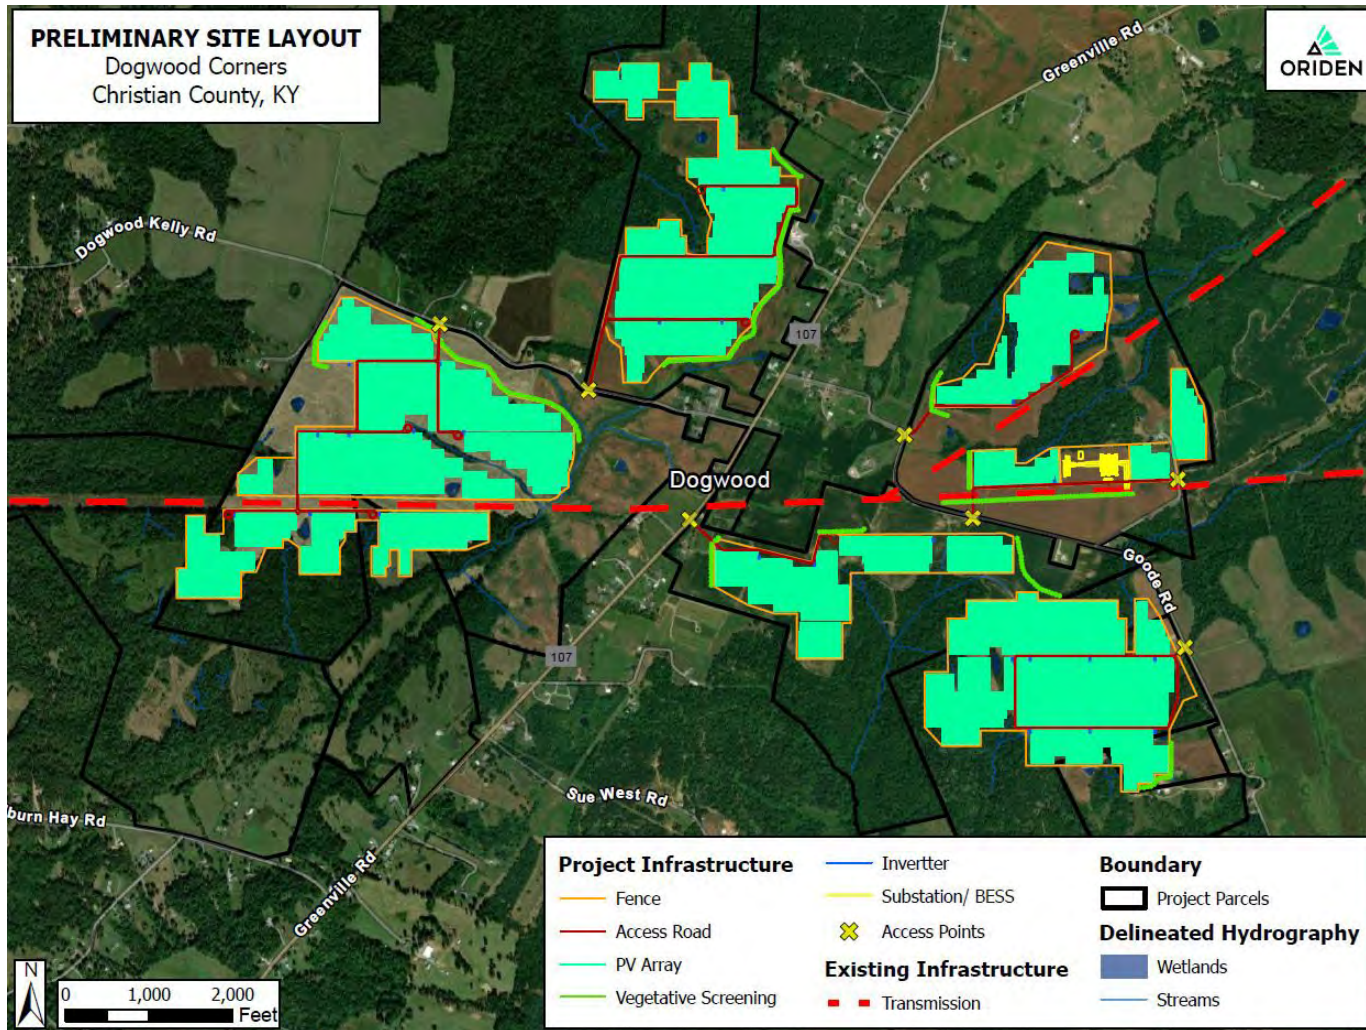 PRELIMINARY SITE LAYOUT
Dogwood Corners
Christian County, KY
ORIDEN
Greenville Rd
Dogwood Kelly Rd
107
Dogwood
Goode Rd
107
Sue West Rd
burn Hay Rd
Greenville Rd
N
0 1,000 2,000
Feet
Project Infrastructure
Fence
Access Road
PV Array
Vegetative Screening
Invertter
Substation/ BESS
Access Points
Existing Infrastructure
Transmission
Boundary
Project Parcels
Delineated Hydrography
Wetlands
Streams